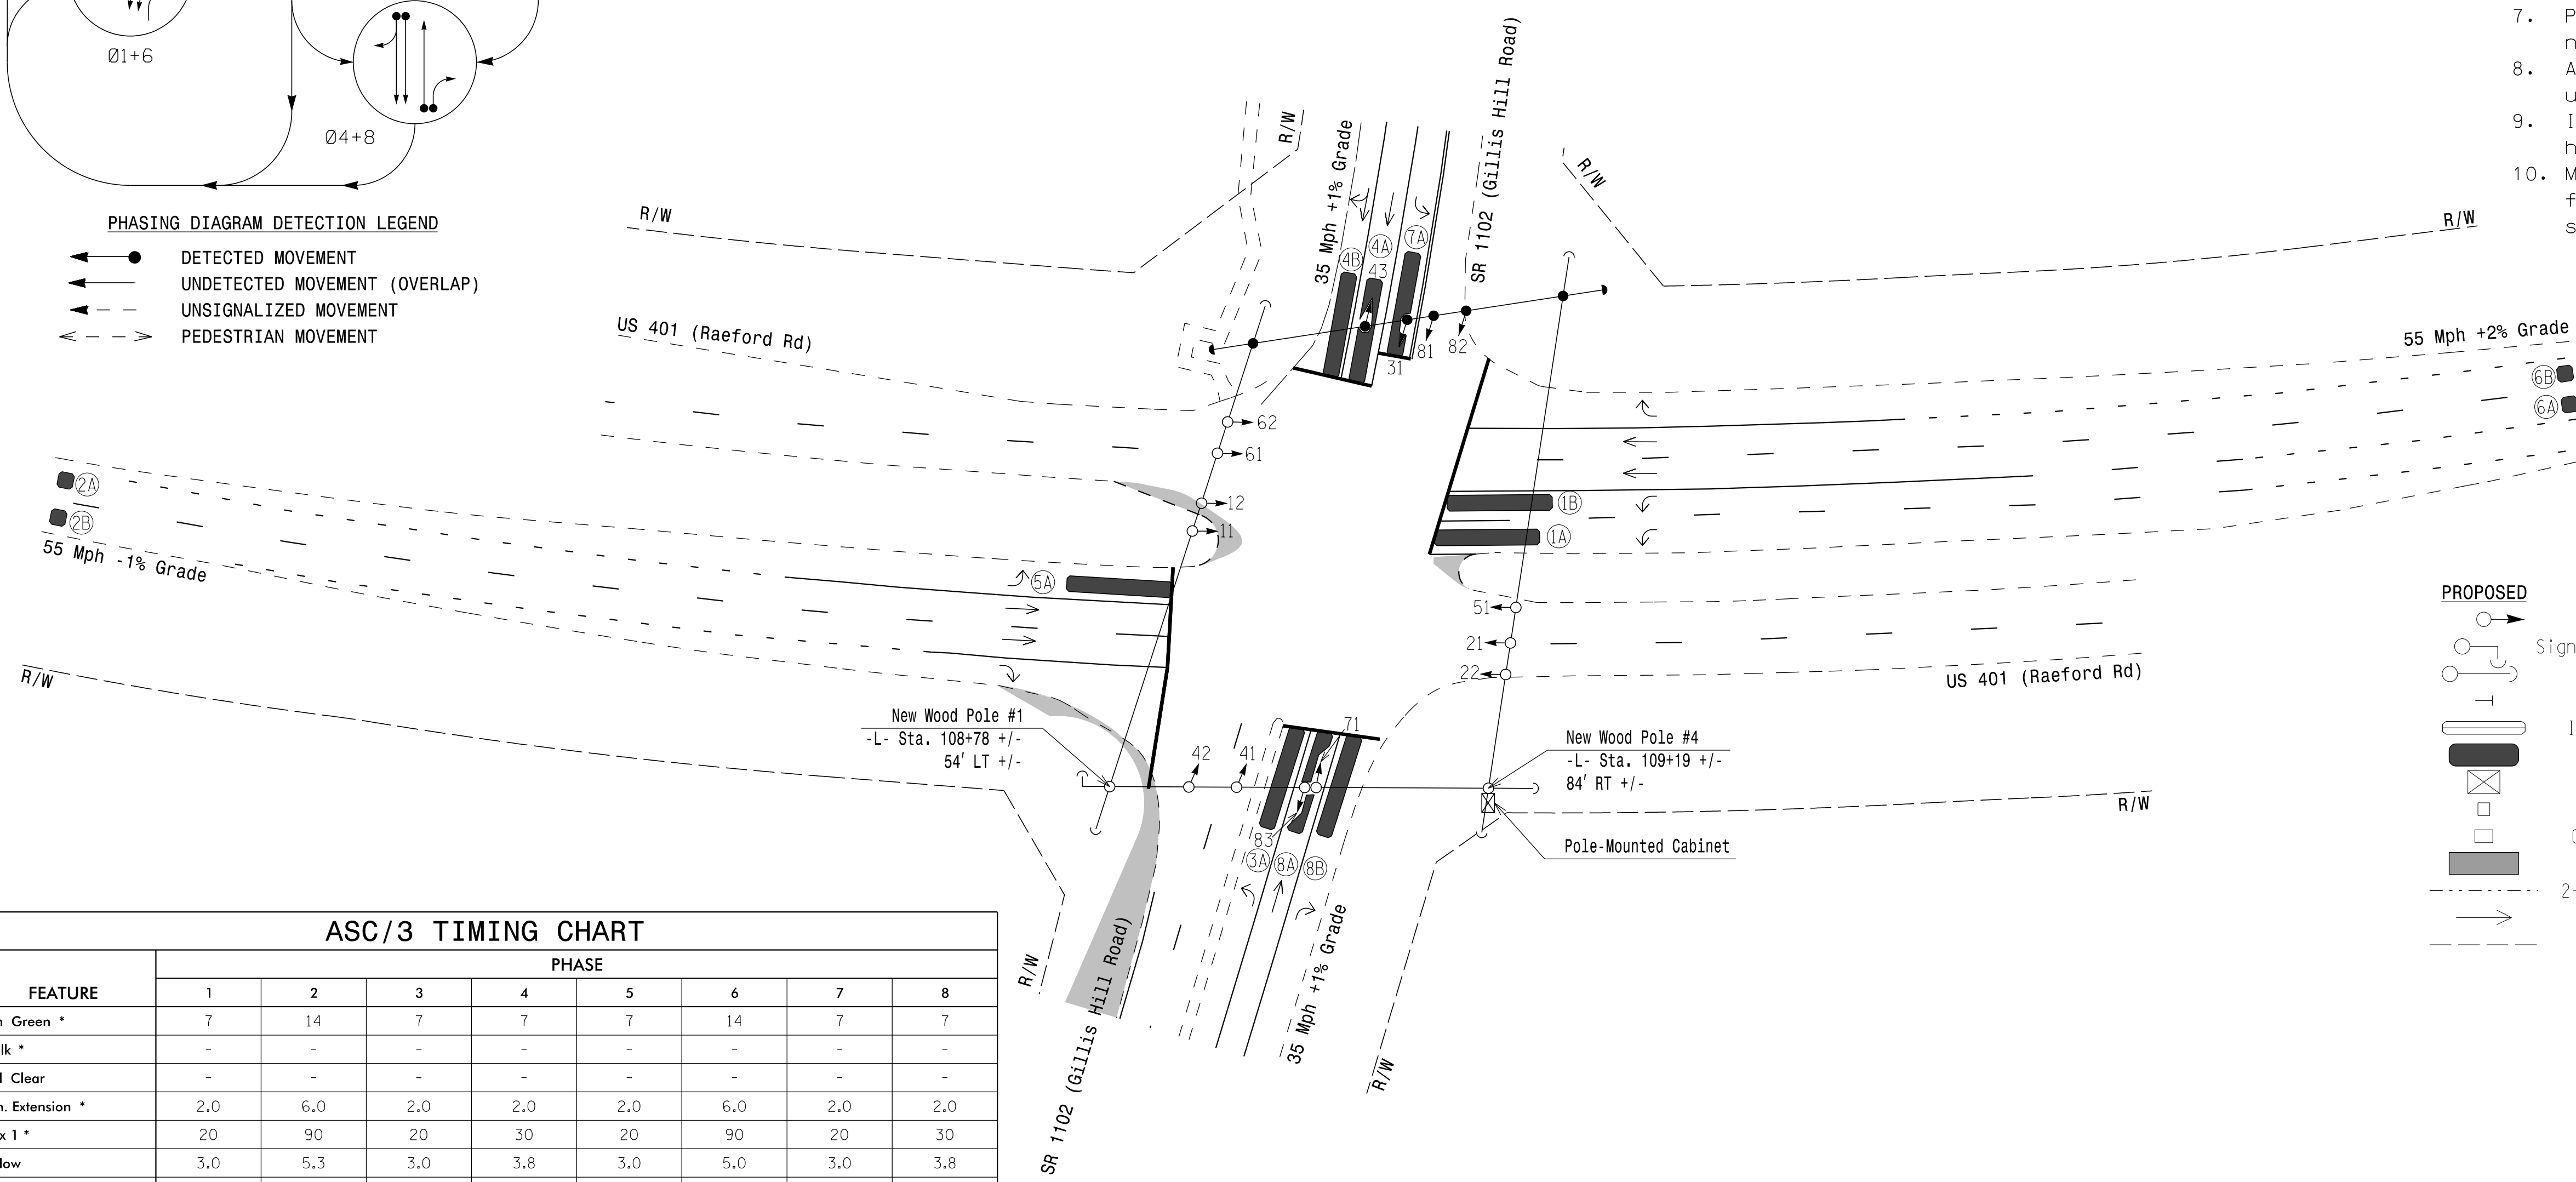 Ø1+6
Ø4+8
PHASING DIAGRAM DETECTION LEGEND
DETECTED MOVEMENT
UNDETECTED MOVEMENT (OVERLAP)
UNSIGNALIZED MOVEMENT
PEDESTRIAN MOVEMENT
7.
8.
9.
10.
R/W
R/W
R/W
R/W
35 Mph +1% Grade
SR 1102 (Gillis Hill Road)
4B
4A
7A
43
31
81
82
US 401 (Raeford Rd)
55 Mph +2% Grade
6B
6A
62
61
12
11
1B
1A
2A
2B
55 Mph -1% Grade
5A
51
21
22
R/W
US 401 (Raeford Rd)
PROPOSED
New Wood Pole #1
-L- Sta. 108+78 +/-
54' LT +/-
42
41
71
83
3A
8A
8B
New Wood Pole #4
-L- Sta. 109+19 +/-
84' RT +/-
Pole-Mounted Cabinet
R/W
R/W
SR 1102 (Gillis Hill Road)
35 Mph +1% Grade
R/W
ASC/3 TIMING CHART
FEATURE
PHASE
1 2 3 4 5 6 7 8
Green * 7 14 7 7 7 14 7 7
* - - - - - - - -
Clear - - - - - - - -
Extension * 2.0 6.0 2.0 2.0 2.0 6.0 2.0 2.0
1 * 20 90 20 30 20 90 20 30
3.0 5.3 3.0 3.8 3.0 5.0 3.0 3.8